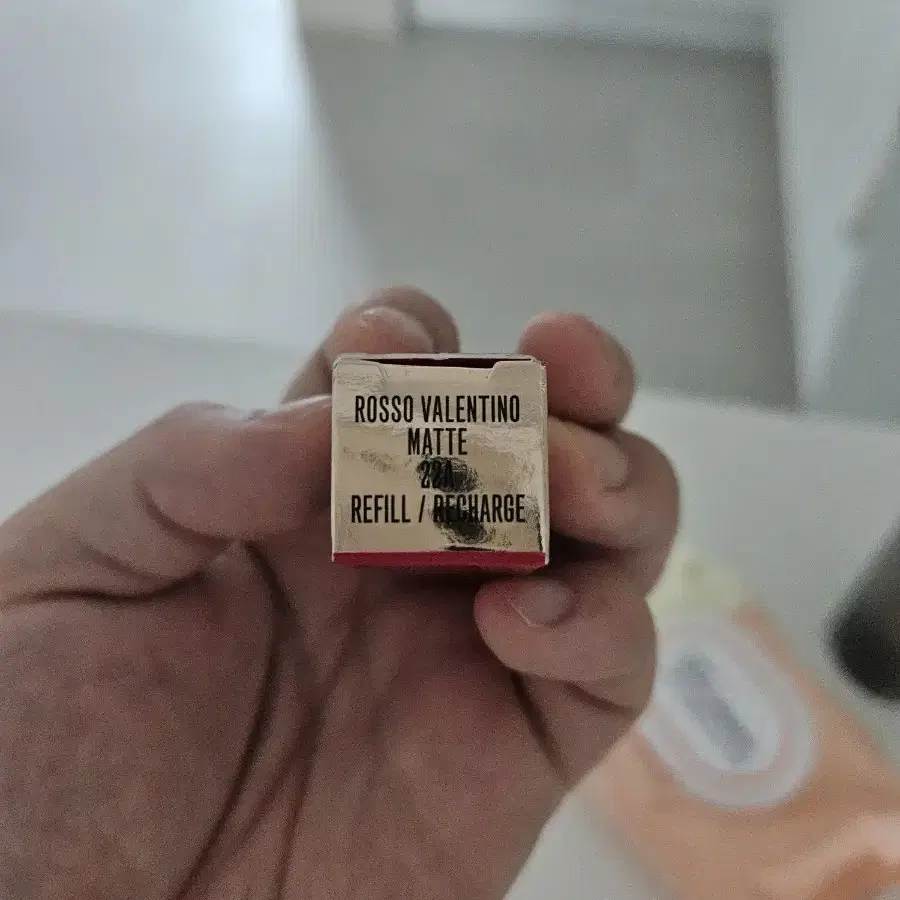 ROSSO VALENTINO
MATTE
22A
REFILL / RECHARGE